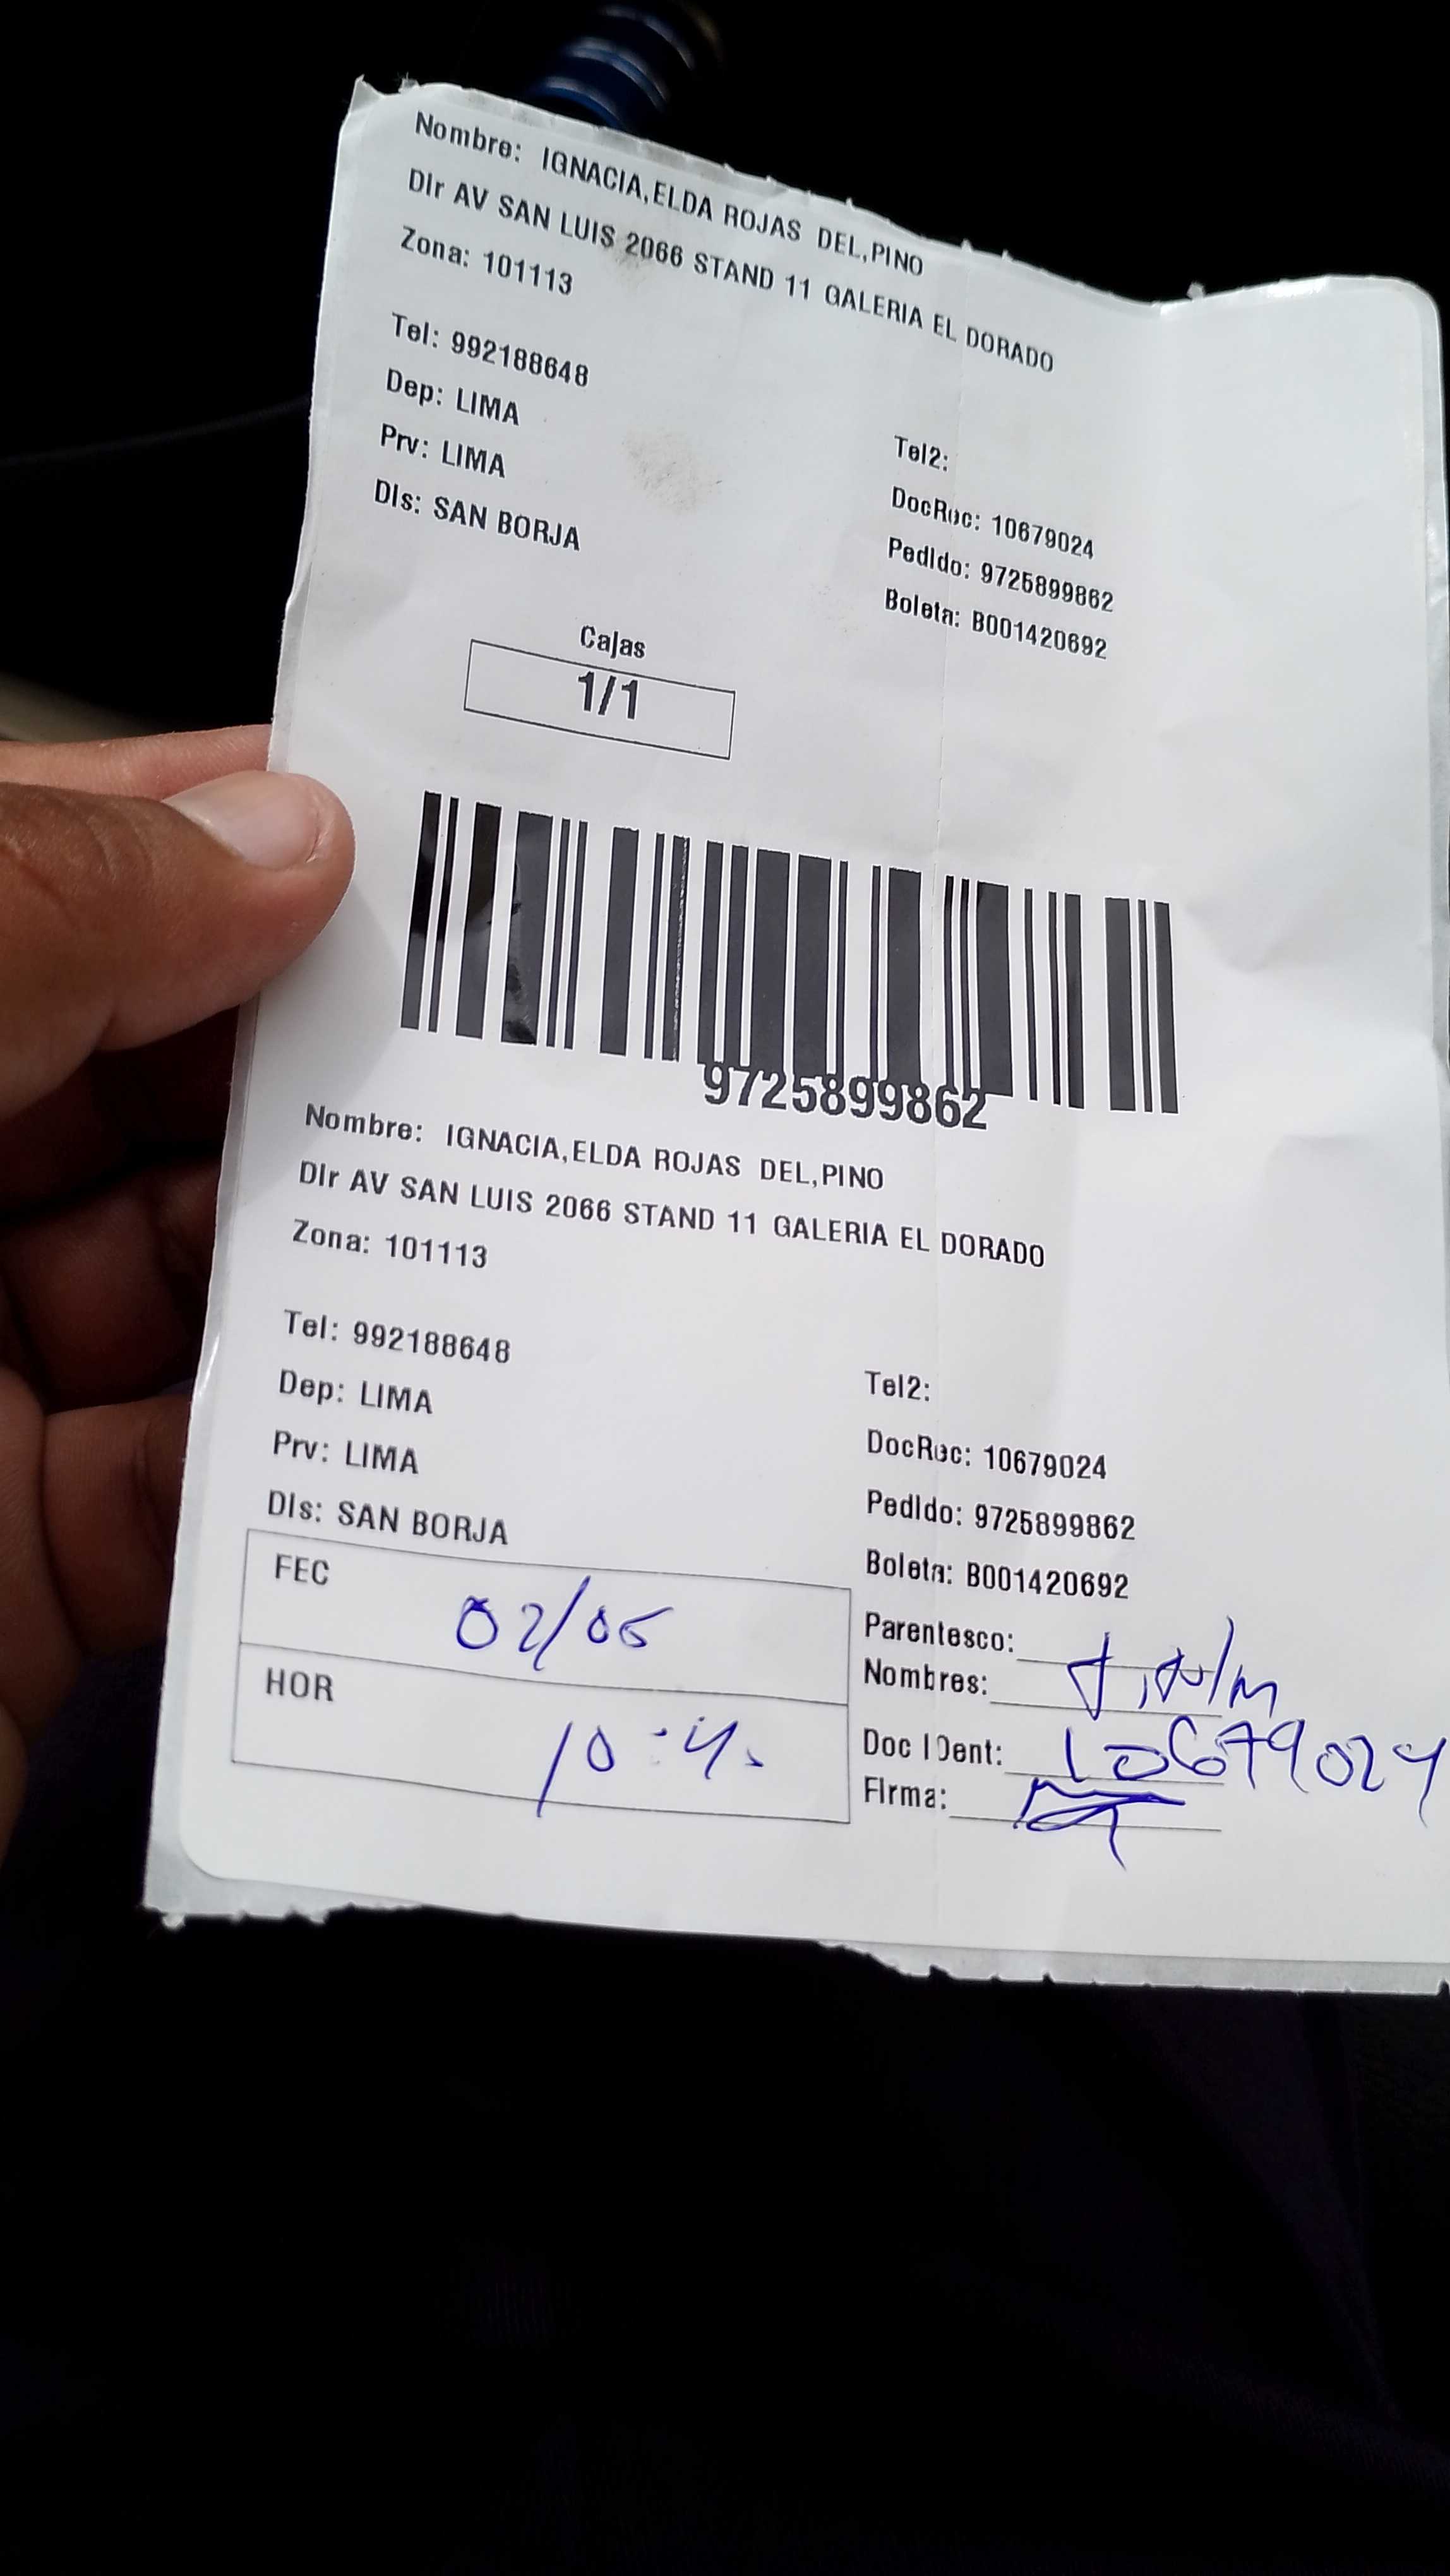 Nombre: IGNACIA,ELDA ROJAS DEL,PINO
Dir AV SAN LUIS 2066 STAND 11 GALERIA EL DORADO
Zona: 101113
Tel: 992188648
Dep: LIMA
Prv: LIMA
Dis: SAN BORJA
Tel2:
DocRec: 10679024
Pedido: 9725899862
Boleta: B001420692
Cajas
1/1
9725899862
Nombre: IGNACIA,ELDA ROJAS DEL,PINO
Dir AV SAN LUIS 2066 STAND 11 GALERIA EL DORADO
Zona: 101113
Tel: 992188648
Dep: LIMA
Prv: LIMA
Dis: SAN BORJA
Tel2:
DocRec: 10679024
Pedido: 9725899862
Boleta: B001420692
FEC 02/05
HOR
Parentesco:
Nombres:
Doc IDent: 10679024
Firma: